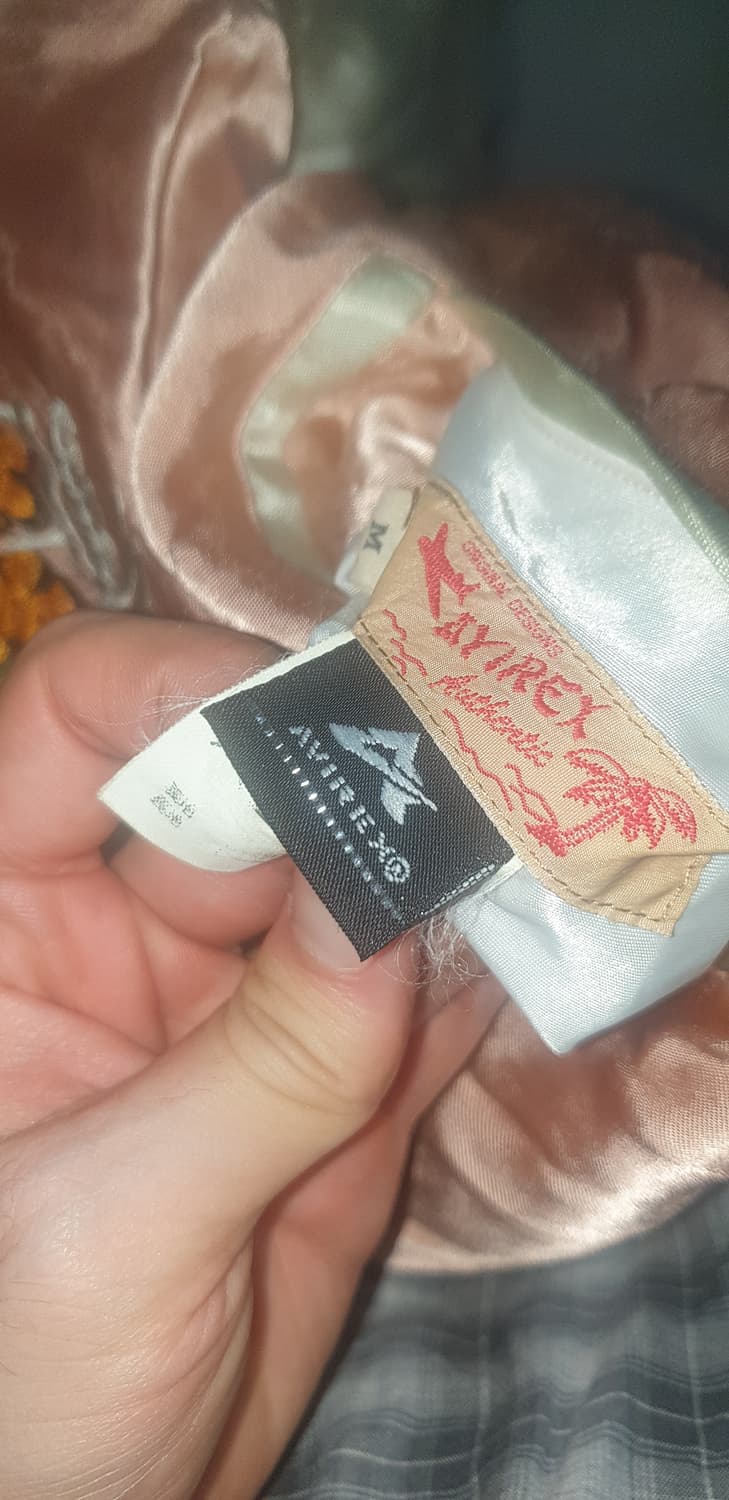 M
ORIGINAL DESIGNS
AVIREX
Authentic
AVIREX®